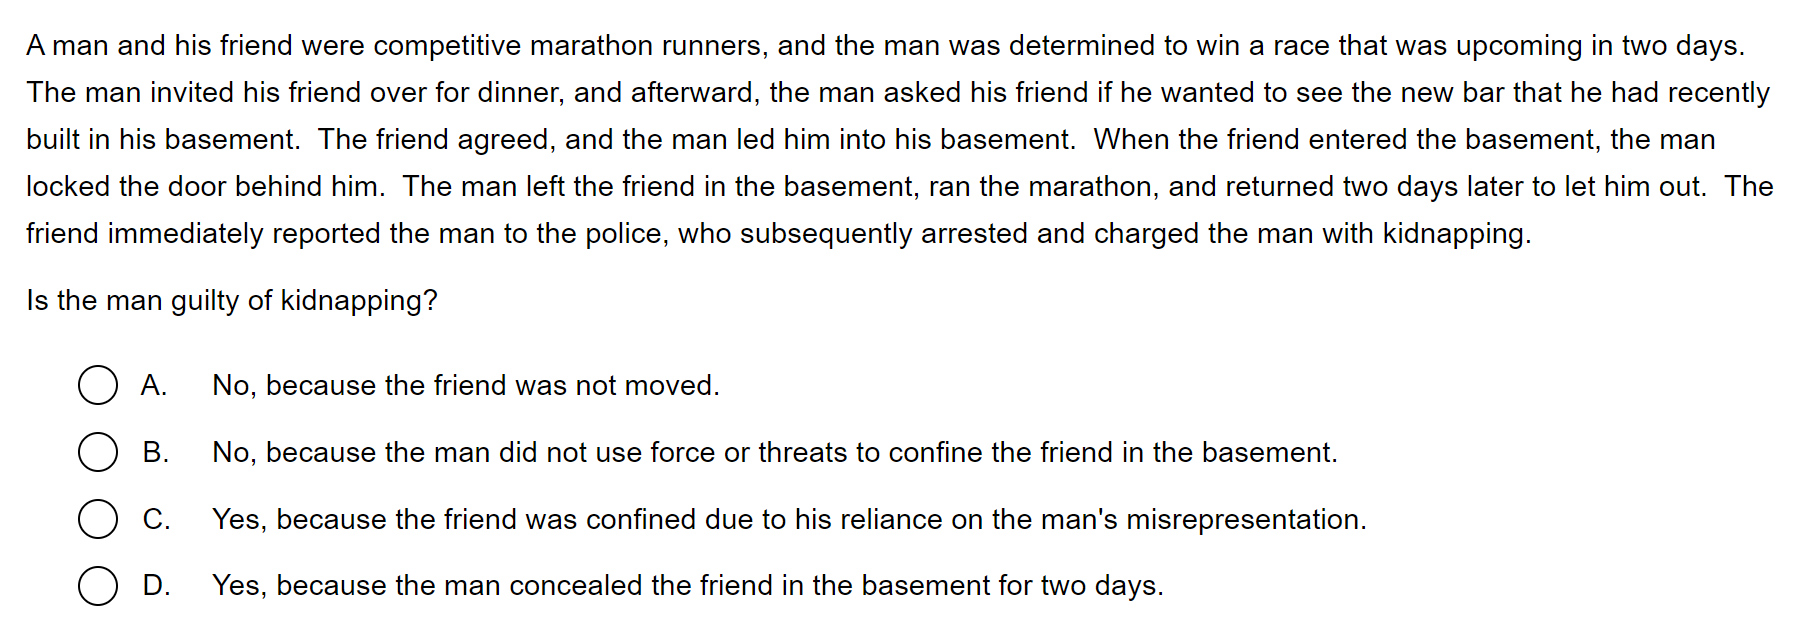 A man and his friend were competitive marathon runners, and the man was determined to win a race that was upcoming in two days.
The man invited his friend over for dinner, and afterward, the man asked his friend if he wanted to see the new bar that he had recently
built in his basement.  The friend agreed, and the man led him into his basement.  When the friend entered the basement, the man
locked the door behind him.  The man left the friend in the basement, ran the marathon, and returned two days later to let him out.  The
friend immediately reported the man to the police, who subsequently arrested and charged the man with kidnapping.
Is the man guilty of kidnapping?
A. No, because the friend was not moved.
B. No, because the man did not use force or threats to confine the friend in the basement.
C. Yes, because the friend was confined due to his reliance on the man's misrepresentation.
D. Yes, because the man concealed the friend in the basement for two days.